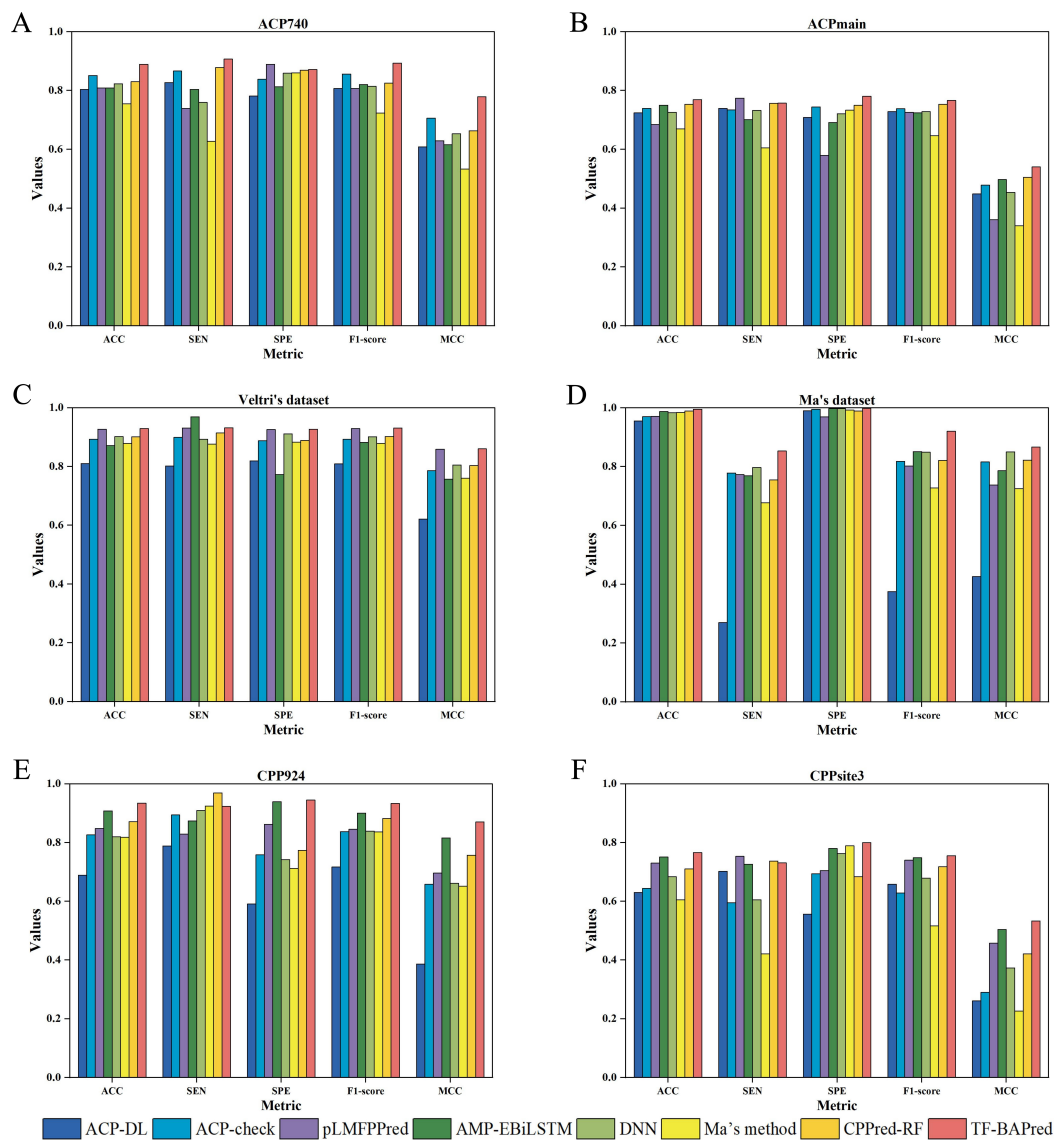 A
ACP740
1.0
0.8
0.6
0.4
0.2
0.0
Values
ACC
SEN
SPE
F1-score
MCC
Metric
B
ACPmain
1.0
0.8
0.6
0.4
0.2
0.0
Values
ACC
SEN
SPE
F1-score
MCC
Metric
C
Veltri's dataset
1.0
0.8
0.6
0.4
0.2
0.0
Values
ACC
SEN
SPE
F1-score
MCC
Metric
D
Ma's dataset
1.0
0.8
0.6
0.4
0.2
0.0
Values
ACC
SEN
SPE
F1-score
MCC
Metric
E
CPP924
1.0
0.8
0.6
0.4
0.2
0.0
Values
ACC
SEN
SPE
F1-score
MCC
Metric
F
CPPsite3
1.0
0.8
0.6
0.4
0.2
0.0
Values
ACC
SEN
SPE
F1-score
MCC
Metric
ACP-DL ACP-check pLMFPPred AMP-EBiLSTM DNN Ma’s method CPPred-RF TF-BAPred